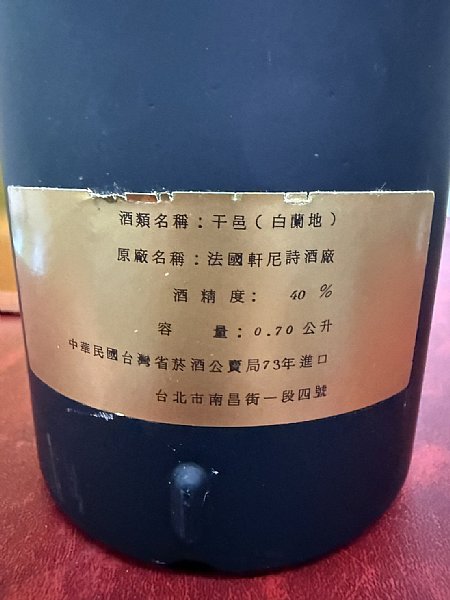 酒類名稱：干邑（白蘭地）
原廠名稱：法國軒尼詩酒廠
酒精度： 40 %
容 量：0.70 公升
中華民國台灣省菸酒公賣局73年進口
台北市南昌街一段四號